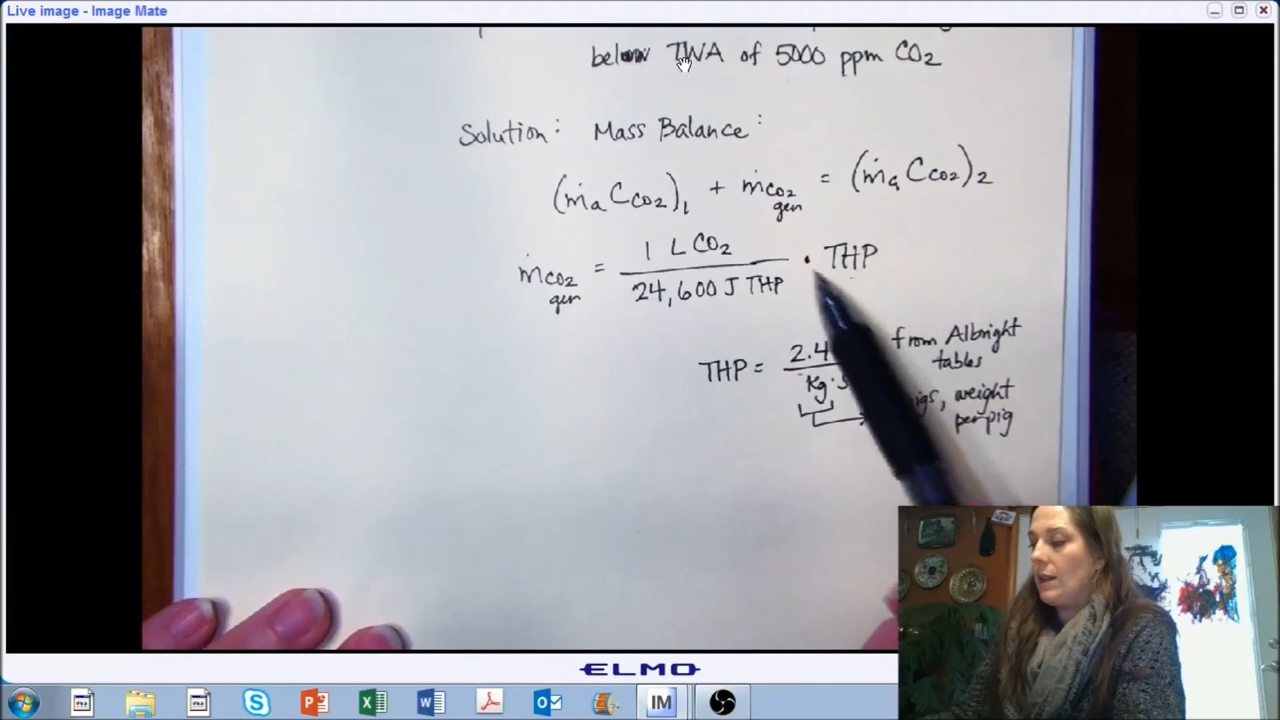 Live image - Image Mate
below TWA of 5000 ppm CO2
Solution: Mass Balance:
(ṁa CCO2)1 + ṁCO2 gen = (ṁa CCO2)2
ṁCO2 gen = 1 L CO2 / 24,600 J THP · THP
THP = 2.4 / Kg·s
from Albright
tables
weight
per pig
ELMO